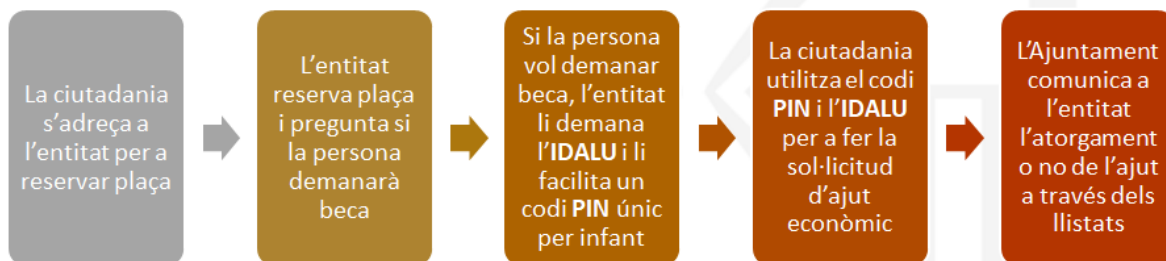 La ciutadania
s’adreça a
l’entitat per a
reservar plaça
L’entitat
reserva plaça
i pregunta si
la persona
demanarà
beca
Si la persona
vol demanar
beca, l’entitat
li demana
l’IDALU i li
facilita un
codi PIN únic
per infant
La ciutadania
utilitza el codi
PIN i l’IDALU
per a fer la
sol·licitud
d’ajut
econòmic
L’Ajuntament
comunica a
l’entitat
l’atorgament
o no de l’ajut
a través dels
llistats